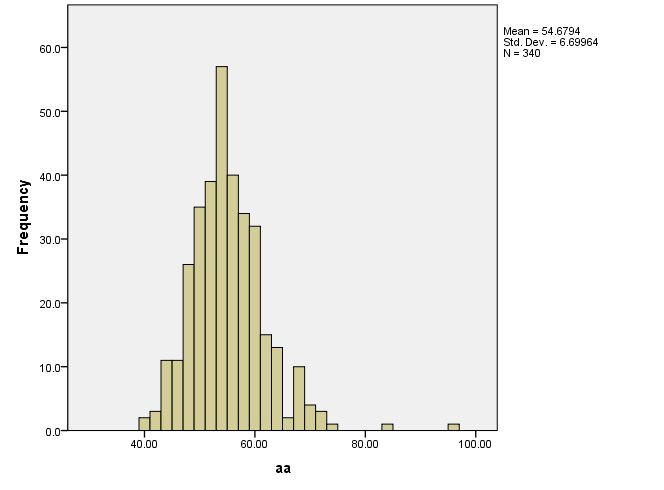 Mean = 54.6794
Std. Dev. = 6.69964
N = 340
60.0
50.0
40.0
30.0
20.0
10.0
0.0
Frequency
40.00 60.00 80.00 100.00
aa